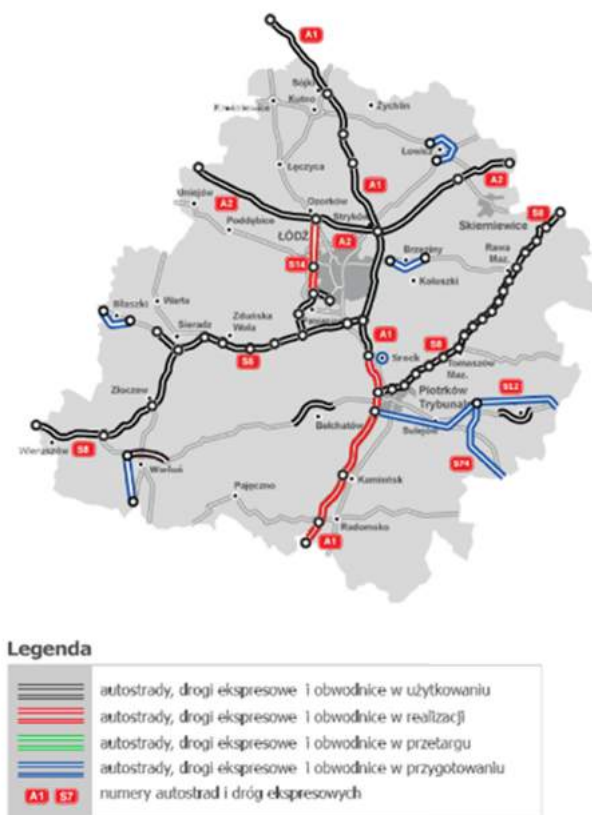 A1
Kutno
Żychlin
Łowicz
Łęczyca
A1
A2
Ozorków
Uniejów
A2
Stryków
Skierniewice
S8
Poddębice
ŁÓDŹ
A2
Brzeziny
Rawa
Maz.
S14
Koluszki
Warta
Błaszki
Zduńska
Wola
Sieradz
A1
S8
S8
Srock
Tomaszów
Maz.
Złoczew
Piotrków
S12
Bełchatów
Sulejów
S8
Wieluń
S74
Kamieńsk
Pajęczno
Radomsko
A1
Legenda
autostrady, drogi ekspresowe i obwodnice w użytkowaniu
autostrady, drogi ekspresowe i obwodnice w realizacji
autostrady, drogi ekspresowe i obwodnice w przetargu
autostrady, drogi ekspresowe i obwodnice w przygotowaniu
A1 S7 numery autostrad i dróg ekspresowych